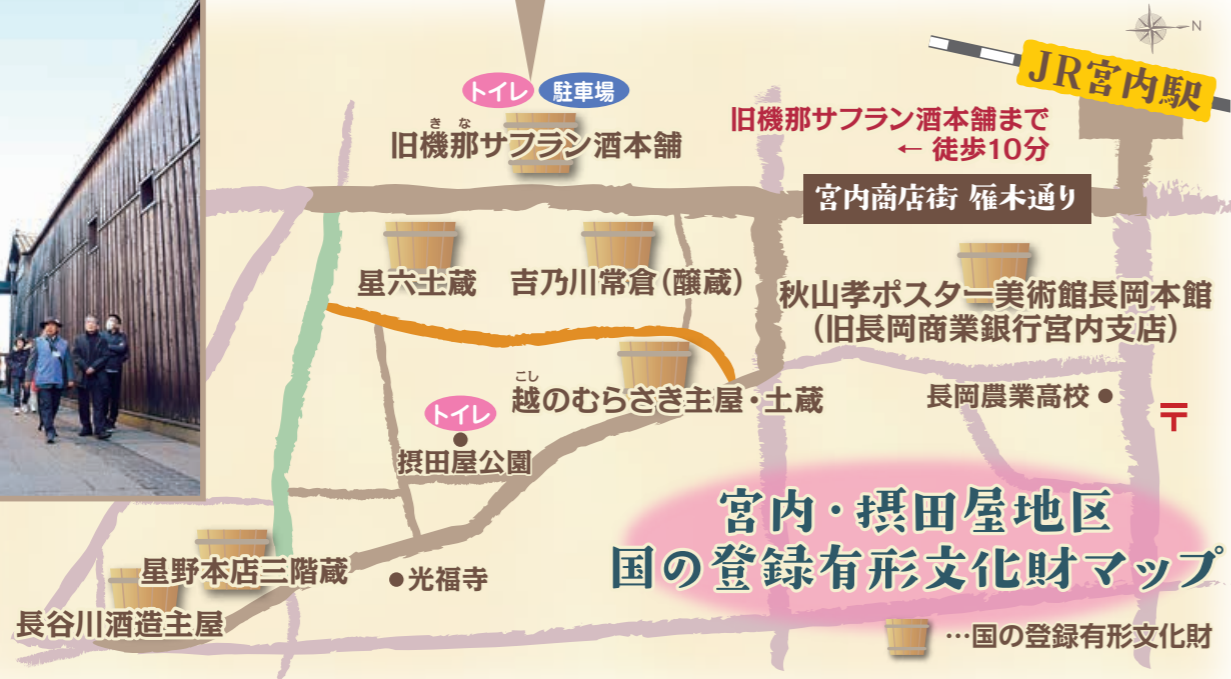 N
JR宮内駅
トイレ
駐車場
きな
旧機那サフラン酒本舗
旧機那サフラン酒本舗まで
← 徒歩10分
宮内商店街 雁木通り
星六土蔵
吉乃川常倉（醸蔵）
秋山孝ポスター美術館長岡本館
（旧長岡商業銀行宮内支店）
こし
越のむらさき主屋・土蔵
長岡農業高校
〒
トイレ
摂田屋公園
宮内・摂田屋地区
国の登録有形文化財マップ
星野本店三階蔵
光福寺
長谷川酒造主屋
…国の登録有形文化財